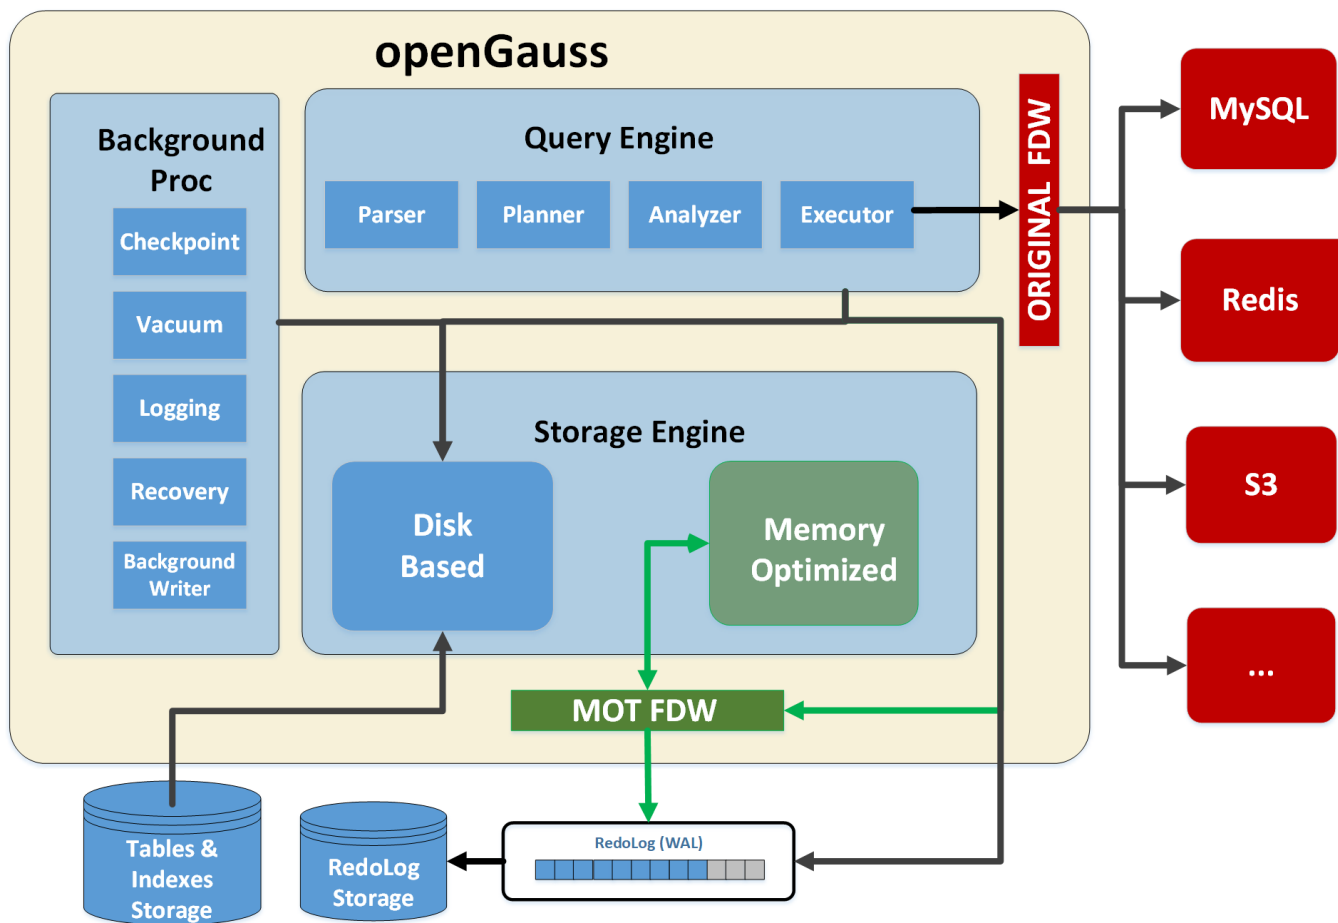 openGauss
Background
Proc
Checkpoint
Vacuum
Logging
Recovery
Background
Writer
Query Engine
Parser
Planner
Analyzer
Executor
ORIGINAL FDW
Storage Engine
Disk
Based
Memory
Optimized
MOT FDW
MySQL
Redis
S3
...
Tables &
Indexes
Storage
RedoLog
Storage
RedoLog (WAL)